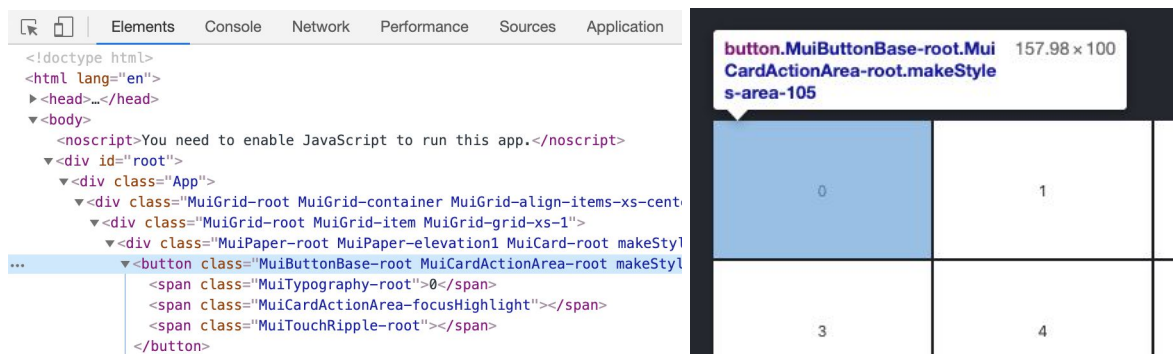 Elements Console Network Performance Sources Application
<!doctype html>
<html lang="en">
<head>…</head>
<body>
<noscript>You need to enable JavaScript to run this app.</noscript>
<div id="root">
<div class="App">
<div class="MuiGrid-root MuiGrid-container MuiGrid-align-items-xs-cente
<div class="MuiGrid-root MuiGrid-item MuiGrid-grid-xs-1">
<div class="MuiPaper-root MuiPaper-elevation1 MuiCard-root makeStyl
<button class="MuiButtonBase-root MuiCardActionArea-root makeStyl
<span class="MuiTypography-root">0</span>
<span class="MuiCardActionArea-focusHighlight"></span>
<span class="MuiTouchRipple-root"></span>
</button>
button.MuiButtonBase-root.Mui 157.98 × 100
CardActionArea-root.makeStyle
s-area-105
0 1
3 4